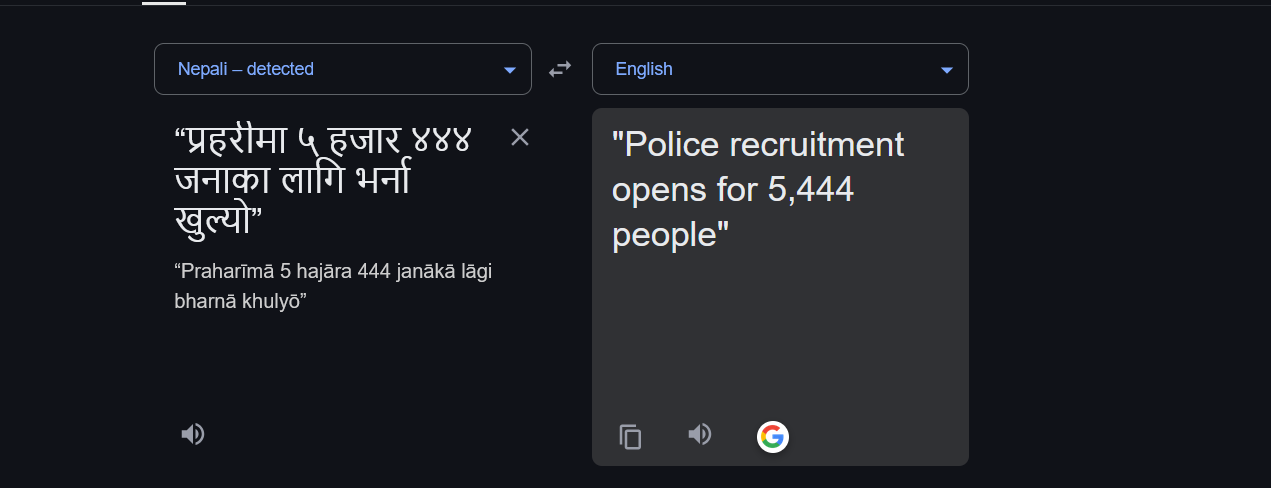 Nepali – detected
English
“प्रहरीमा ५ हजार ४४४
जनाका लागि भर्ना
खुल्यो”
“Praharīmā 5 hajāra 444 janākā lāgi
bharnā khulyō”
"Police recruitment
opens for 5,444
people"